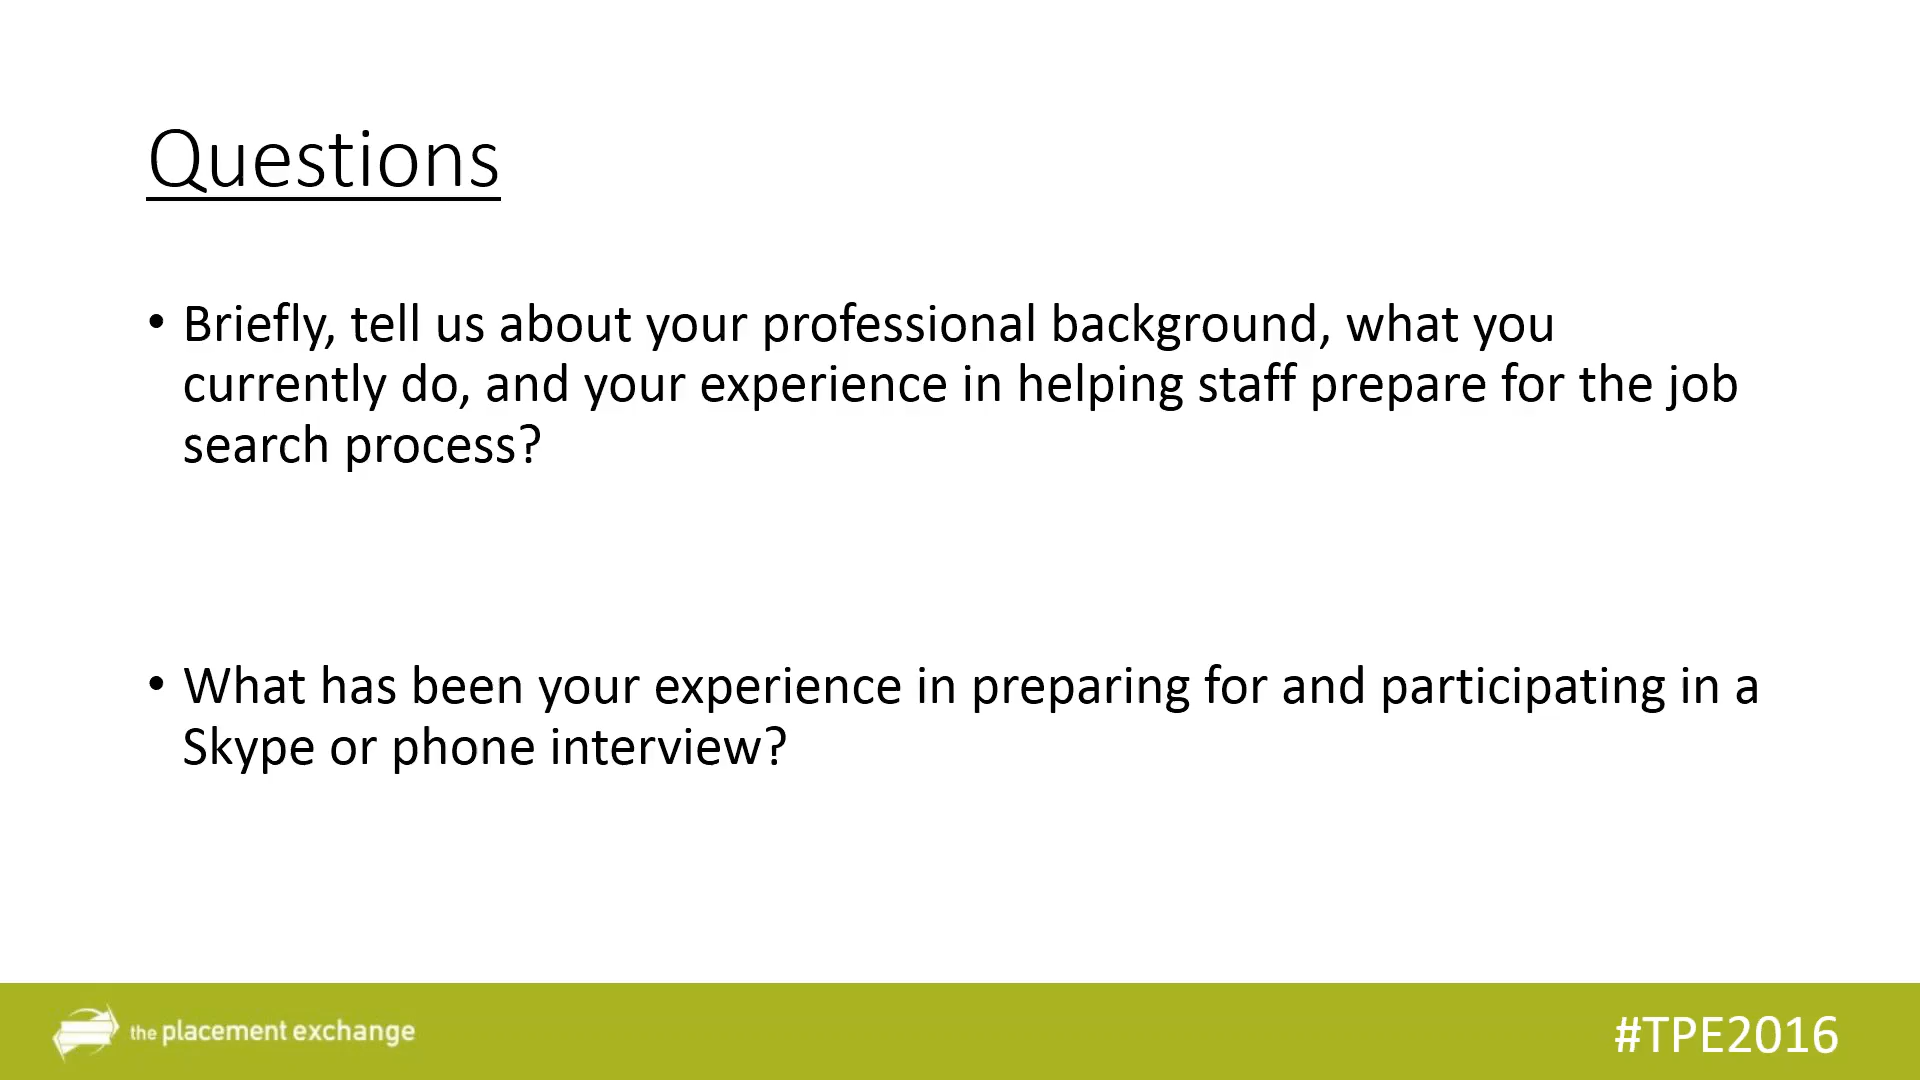 Questions
• Briefly, tell us about your professional background, what you
currently do, and your experience in helping staff prepare for the job
search process?
• What has been your experience in preparing for and participating in a
Skype or phone interview?
the placement exchange
#TPE2016